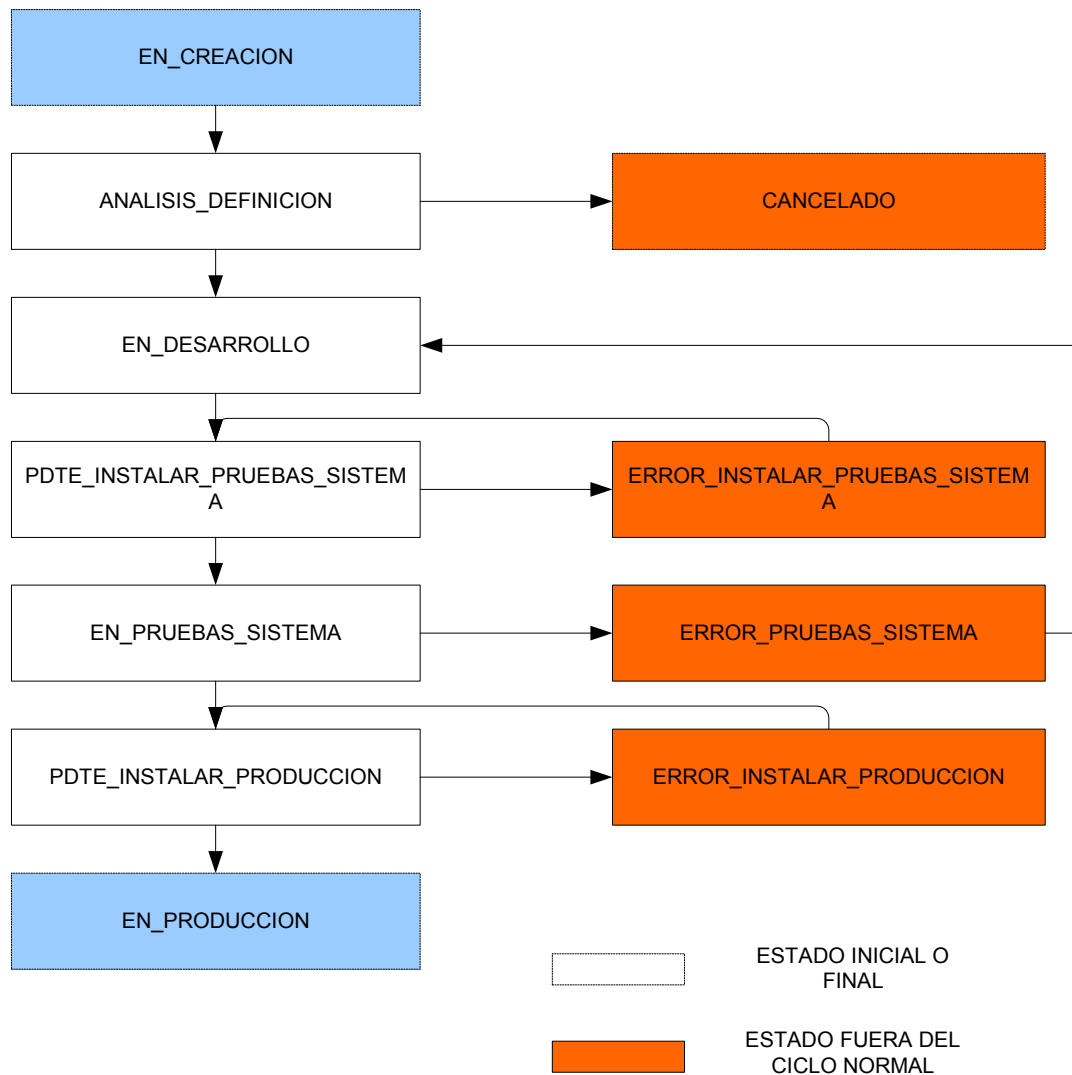 EN_CREACION
ANALISIS_DEFINICION
CANCELADO
EN_DESARROLLO
PDTE_INSTALAR_PRUEBAS_SISTEM
A
ERROR_INSTALAR_PRUEBAS_SISTEM
A
EN_PRUEBAS_SISTEMA
ERROR_PRUEBAS_SISTEMA
PDTE_INSTALAR_PRODUCCION
ERROR_INSTALAR_PRODUCCION
EN_PRODUCCION
ESTADO INICIAL O
FINAL
ESTADO FUERA DEL
CICLO NORMAL